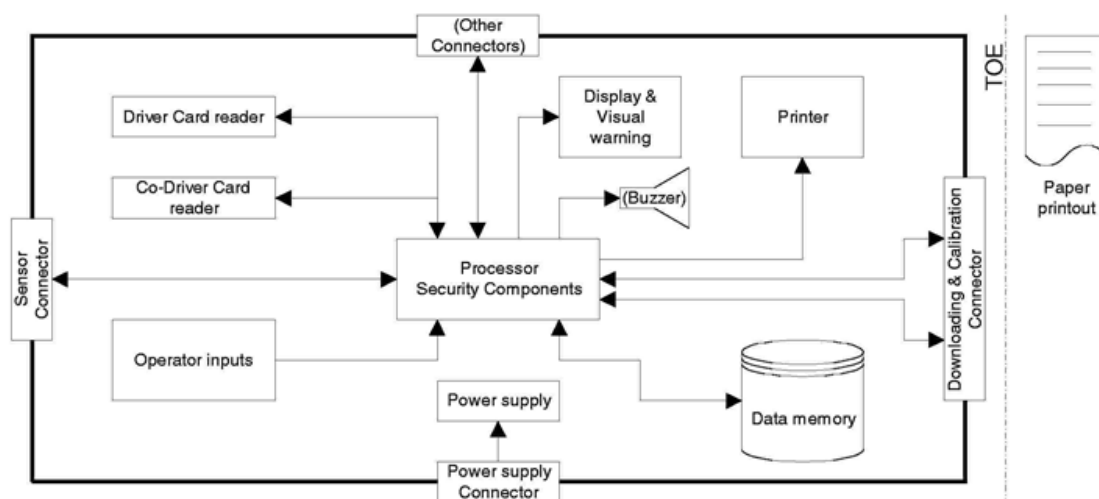 (Other
Connectors)
TOE
Driver Card reader
Display &
Visual
warning
Printer
Co-Driver Card
reader
(Buzzer)
Paper
printout
Sensor
Connector
Processor
Security Components
Downloading & Calibration
Connector
Operator inputs
Power supply
Data memory
Power supply
Connector